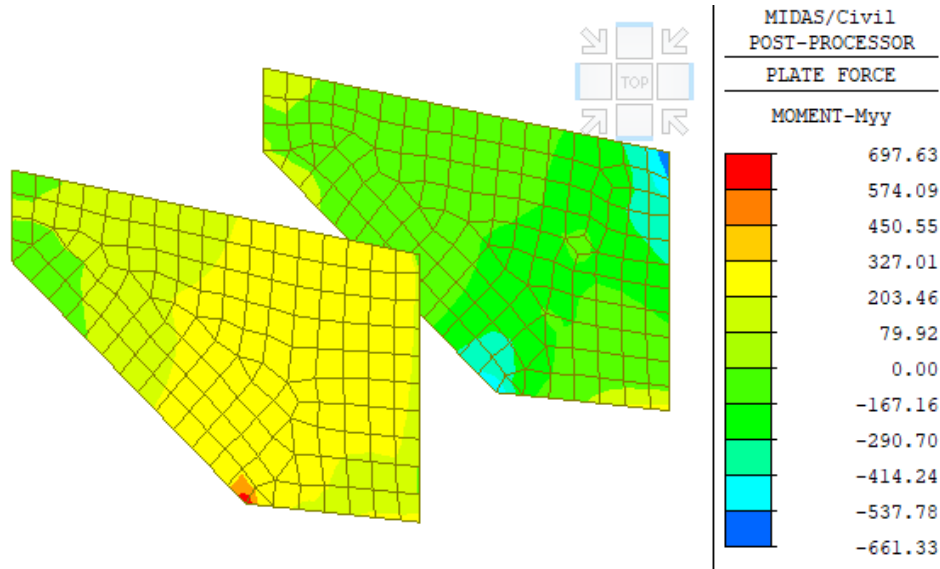 TOP
MIDAS/Civil
POST-PROCESSOR
PLATE FORCE
MOMENT-Myy
697.63
574.09
450.55
327.01
203.46
79.92
0.00
-167.16
-290.70
-414.24
-537.78
-661.33